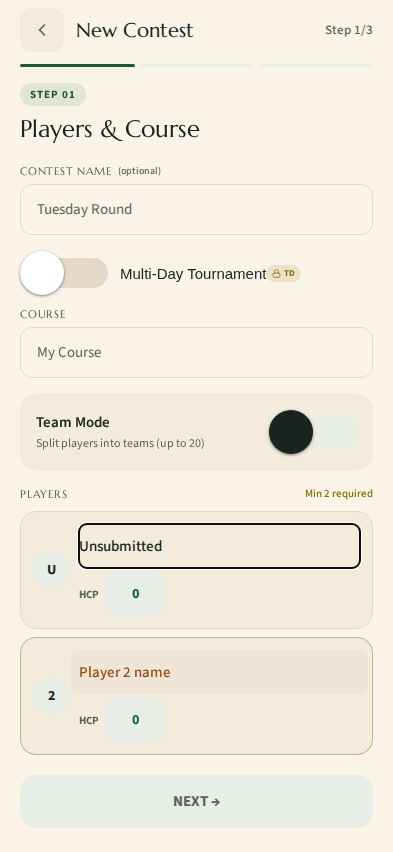 New Contest
Step 1/3
STEP 01
Players & Course
CONTEST NAME (optional)
Tuesday Round
Multi-Day Tournament TD
COURSE
My Course
Team Mode
Split players into teams (up to 20)
PLAYERS
Min 2 required
Unsubmitted
U
HCP 0
Player 2 name
2
HCP 0
NEXT →